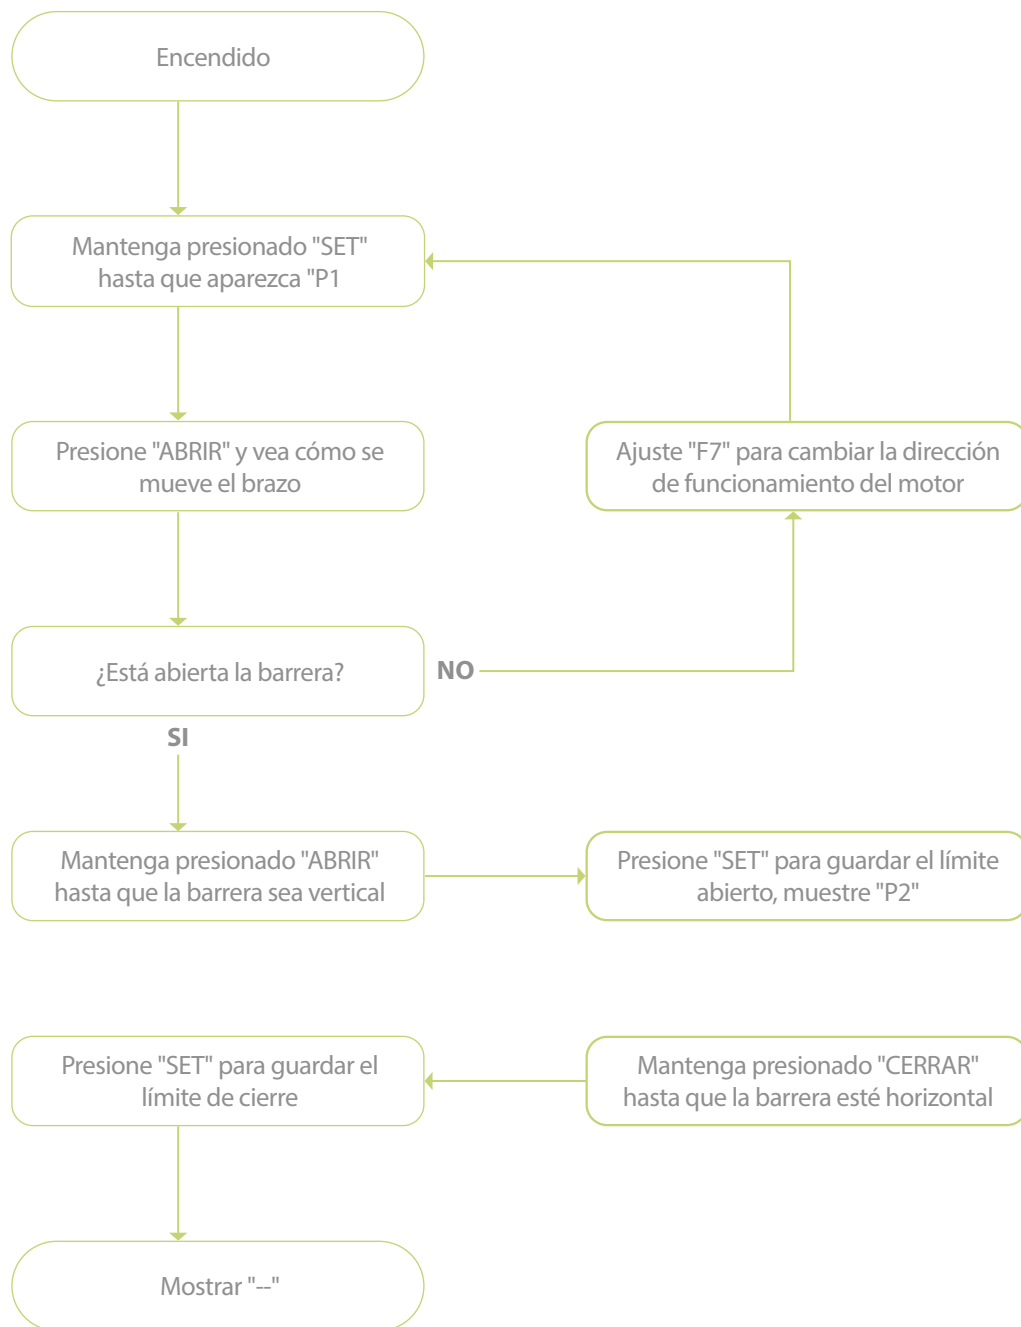 Encendido
Mantenga presionado "SET"
hasta que aparezca "P1
Presione "ABRIR" y vea cómo se
mueve el brazo
Ajuste "F7" para cambiar la dirección
de funcionamiento del motor
¿Está abierta la barrera?
NO
SI
Mantenga presionado "ABRIR"
hasta que la barrera sea vertical
Presione "SET" para guardar el límite
abierto, muestre "P2"
Mantenga presionado "CERRAR"
hasta que la barrera esté horizontal
Presione "SET" para guardar el
límite de cierre
Mostrar "--"